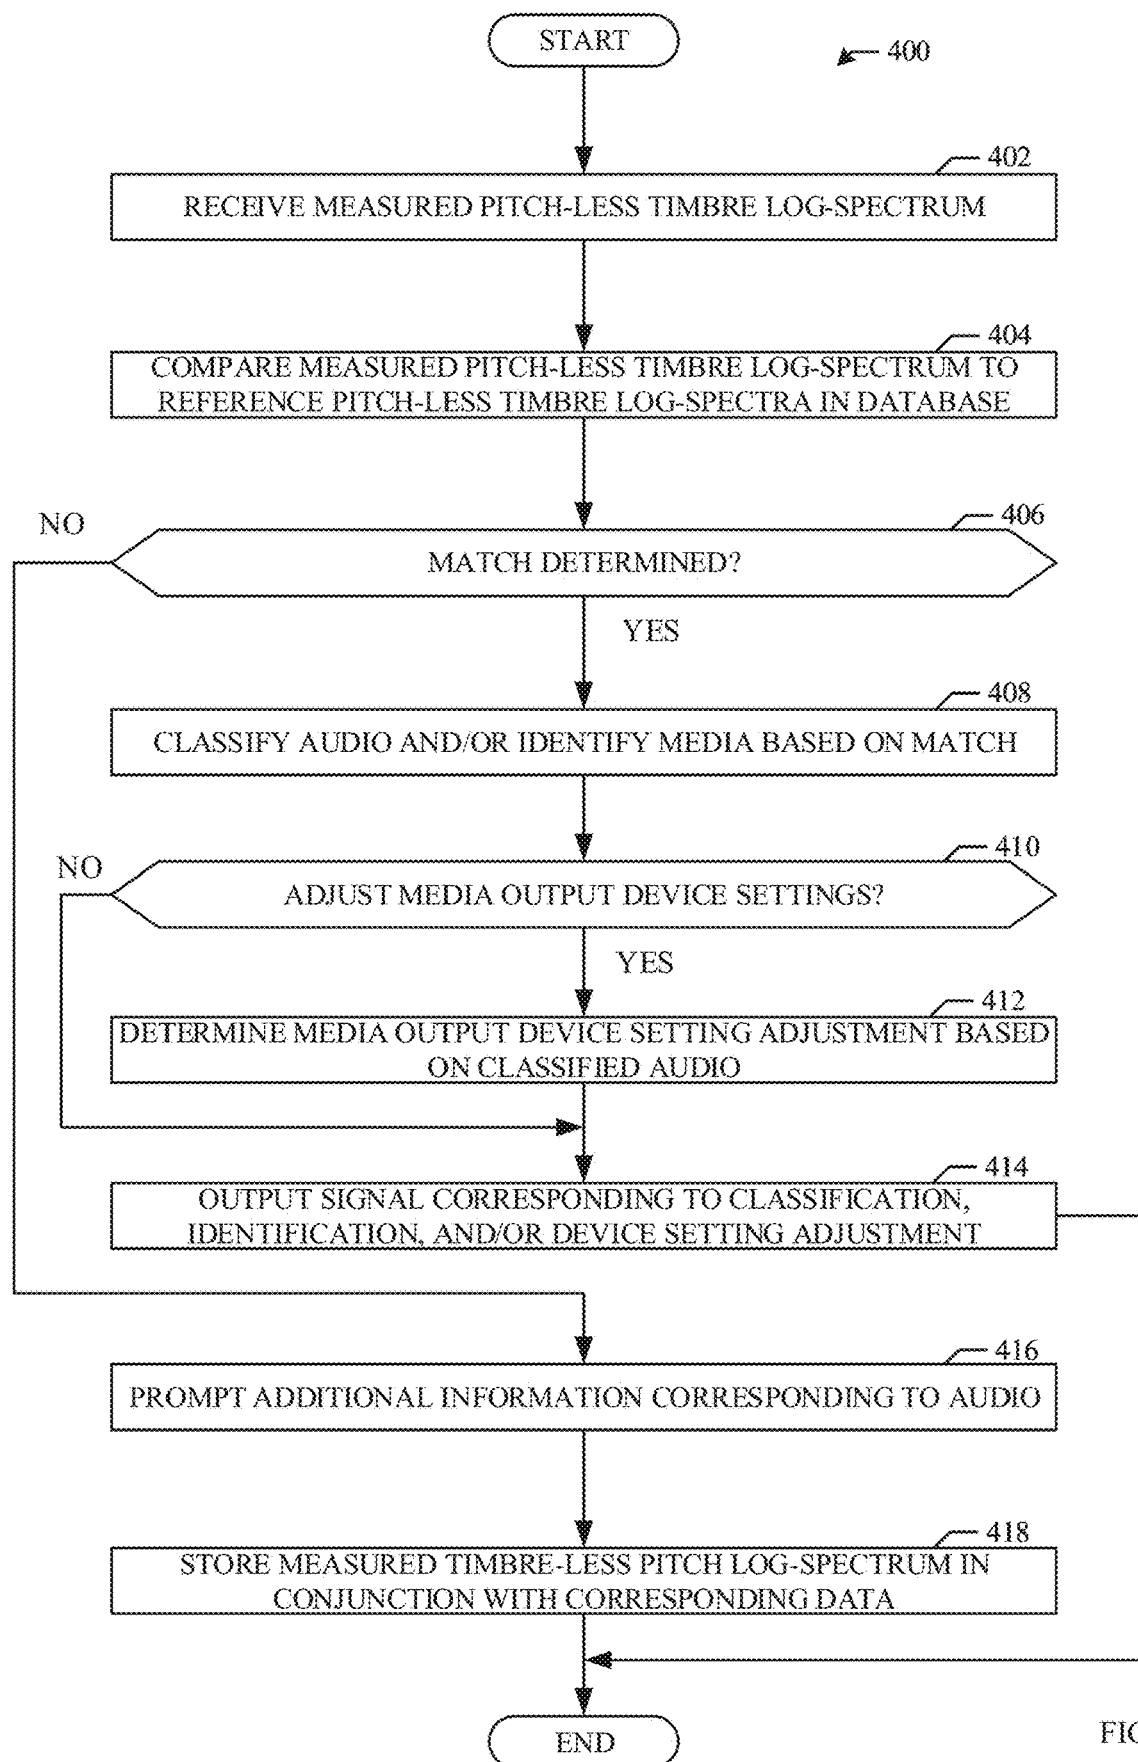 START
400
402
RECEIVE MEASURED PITCH-LESS TIMBRE LOG-SPECTRUM
404
COMPARE MEASURED PITCH-LESS TIMBRE LOG-SPECTRUM TO
REFERENCE PITCH-LESS TIMBRE LOG-SPECTRA IN DATABASE
NO
406
MATCH DETERMINED?
YES
408
CLASSIFY AUDIO AND/OR IDENTIFY MEDIA BASED ON MATCH
NO
410
ADJUST MEDIA OUTPUT DEVICE SETTINGS?
YES
412
DETERMINE MEDIA OUTPUT DEVICE SETTING ADJUSTMENT BASED
ON CLASSIFIED AUDIO
414
OUTPUT SIGNAL CORRESPONDING TO CLASSIFICATION,
IDENTIFICATION, AND/OR DEVICE SETTING ADJUSTMENT
416
PROMPT ADDITIONAL INFORMATION CORRESPONDING TO AUDIO
418
STORE MEASURED TIMBRE-LESS PITCH LOG-SPECTRUM IN
CONJUNCTION WITH CORRESPONDING DATA
END